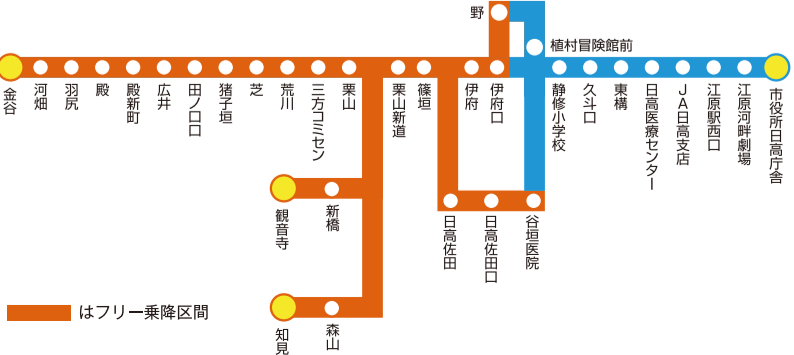 野
植村冒険館前
金谷
河畑
羽尻
殿
殿新町
広井
田ノ口口
猪子垣
芝
荒川
三方コミセン
栗山
栗山新道
篠垣
伊府
伊府口
静修小学校
久斗口
東構
日高医療センター
JA日高支店
江原駅西口
江原河畔劇場
市役所日高庁舎
観音寺
新橋
日高佐田
日高佐田口
谷垣医院
知見
森山
はフリー乗降区間